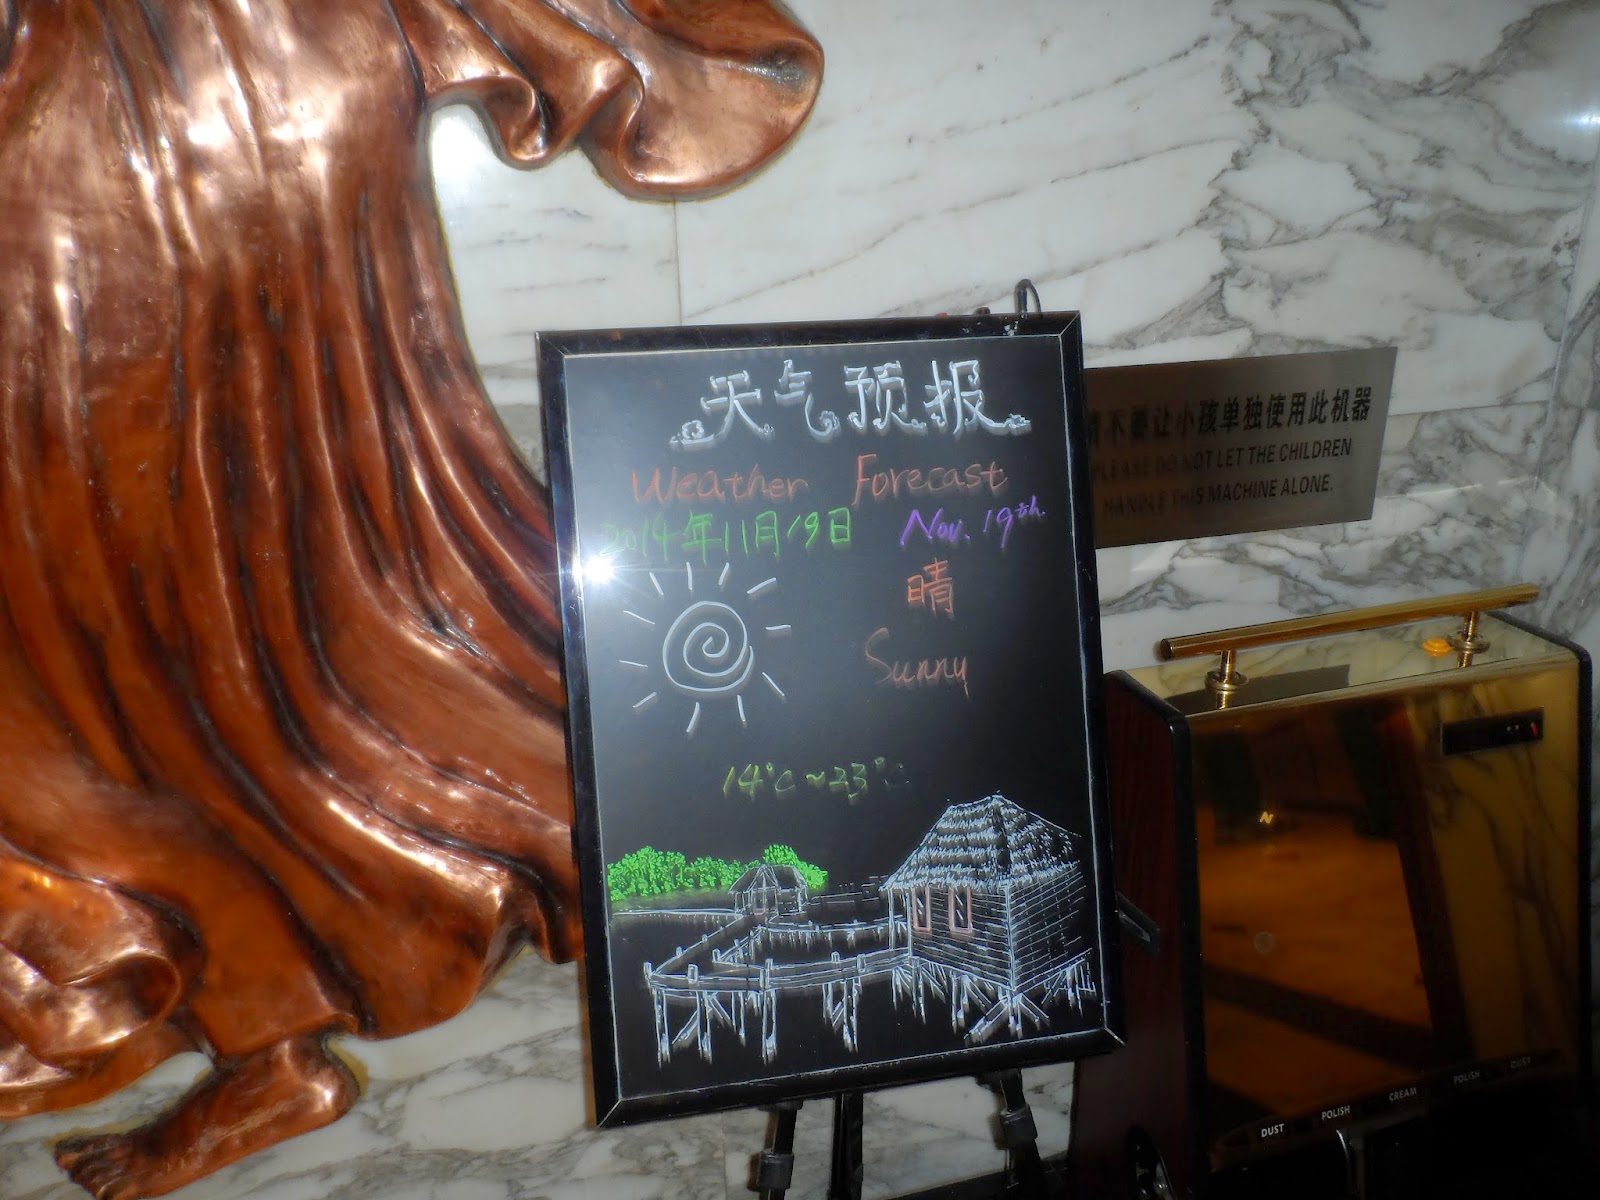 天气预报
Weather Forecast
2014年11月19日 Nov. 19th.
晴
Sunny
14°C~23°C
请不要让小孩单独使用此机器
PLEASE DO NOT LET THE CHILDREN
HANDLE THIS MACHINE ALONE.
DUST POLISH CREAM POLISH DUST